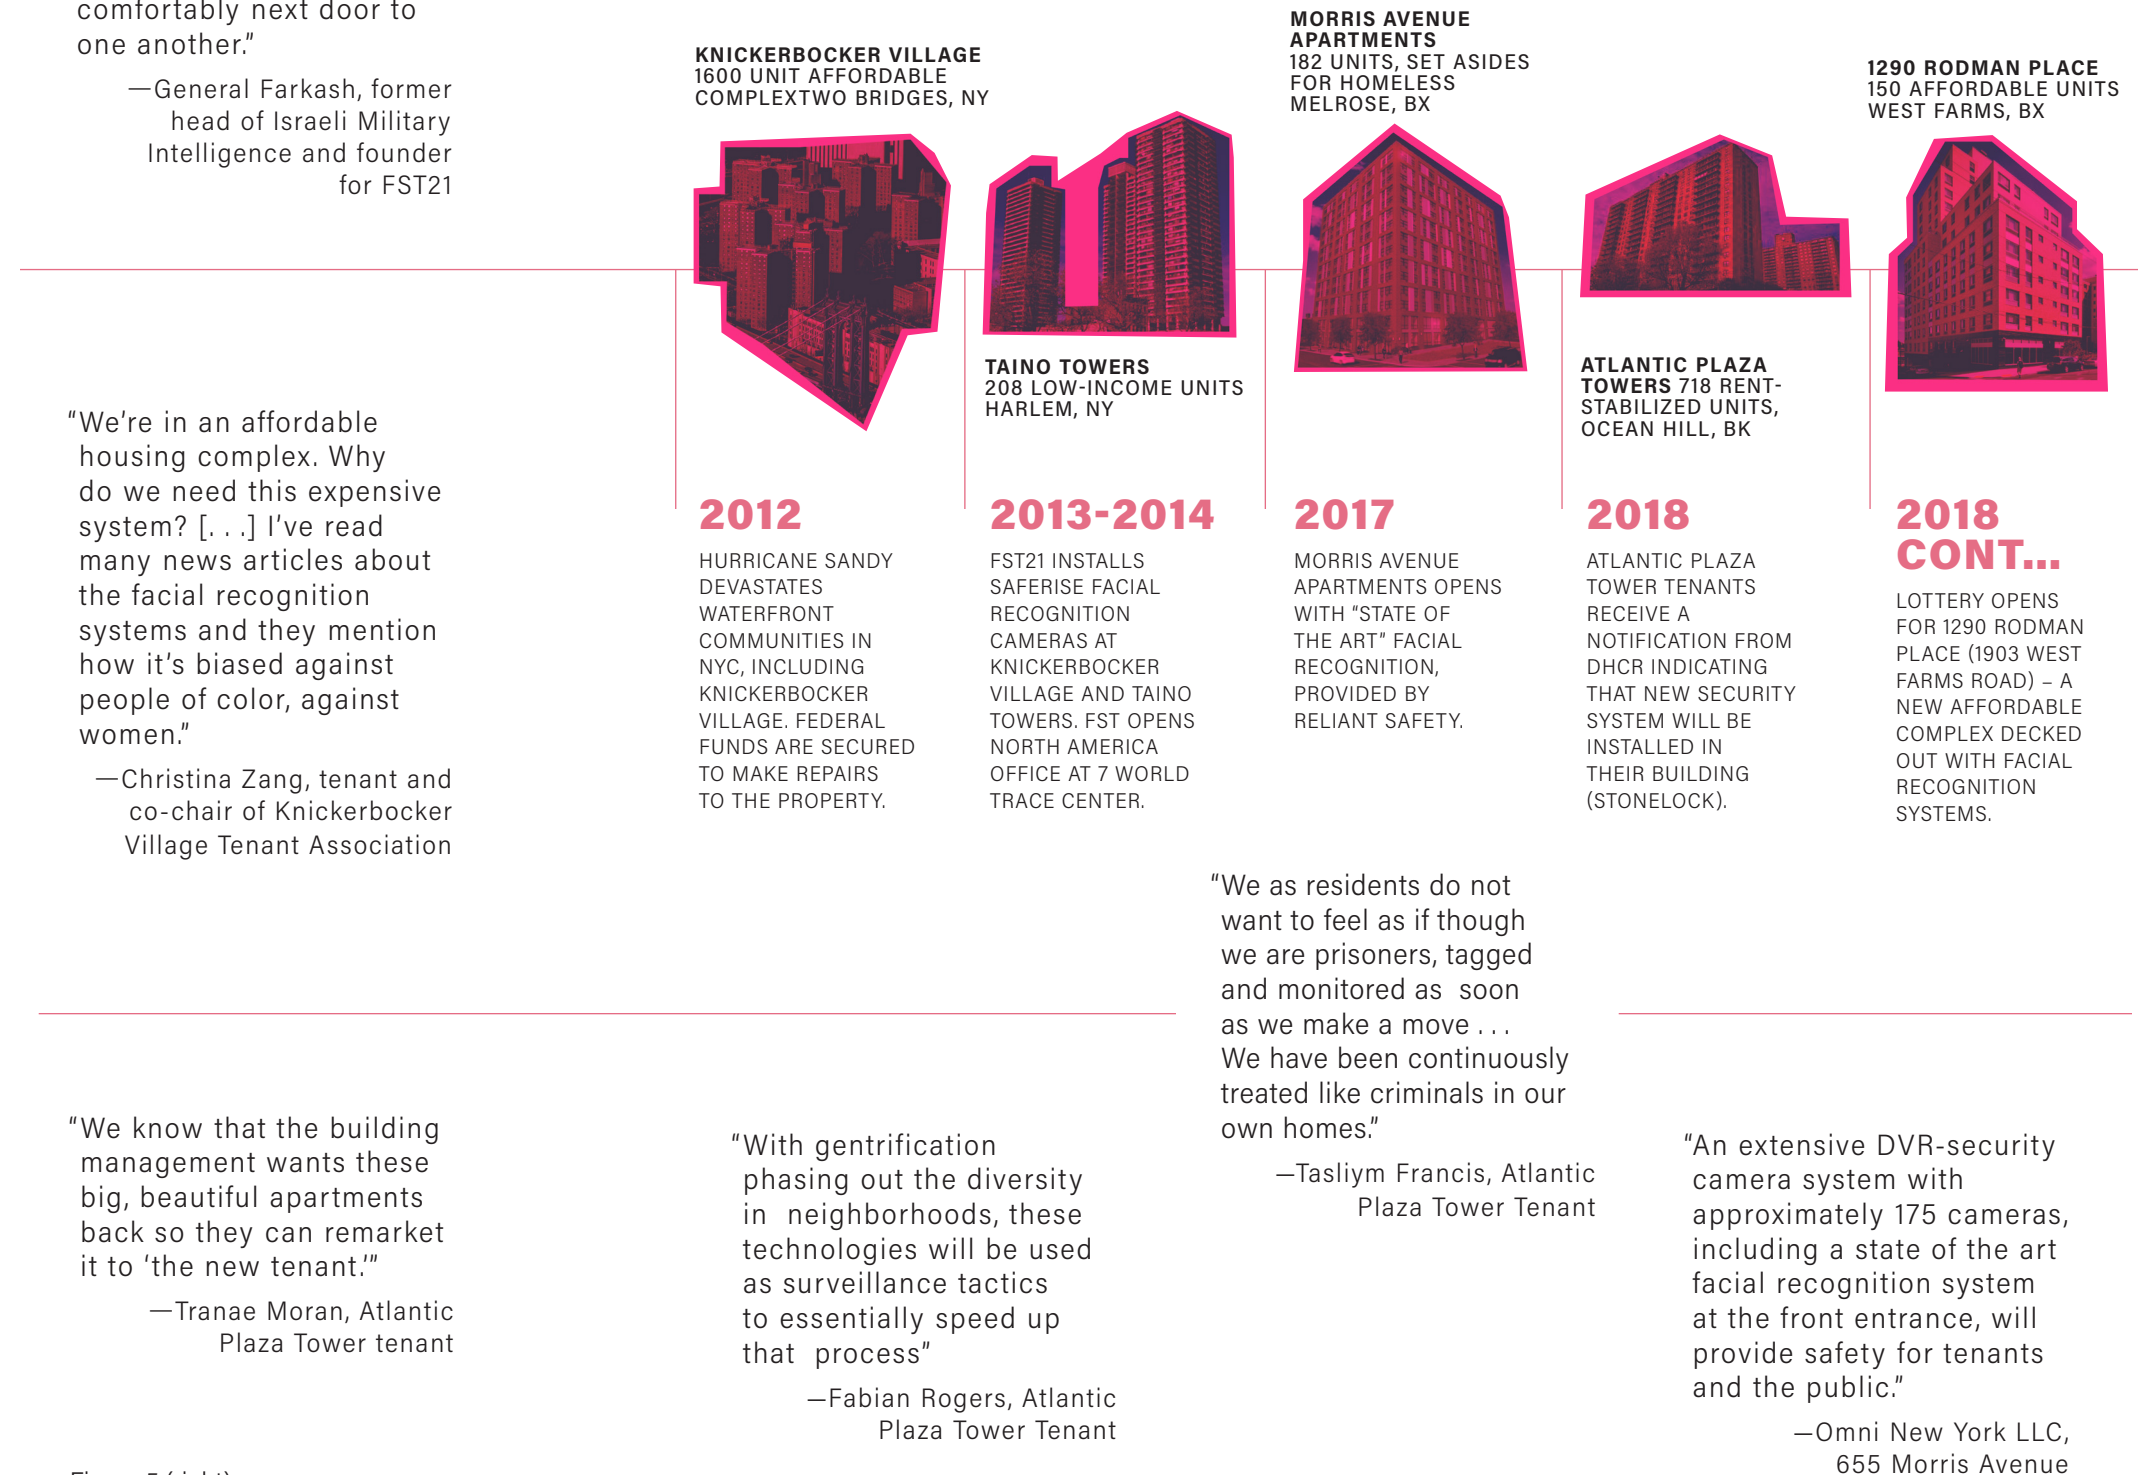 comfortably next door to
one another."
—General Farkash, former
head of Israeli Military
Intelligence and founder
for FST21
KNICKERBOCKER VILLAGE
1600 UNIT AFFORDABLE
COMPLEXTWO BRIDGES, NY
TAINO TOWERS
208 LOW-INCOME UNITS
HARLEM, NY
MORRIS AVENUE
APARTMENTS
182 UNITS, SET ASIDES
FOR HOMELESS
MELROSE, BX
ATLANTIC PLAZA
TOWERS 718 RENT-
STABILIZED UNITS,
OCEAN HILL, BK
1290 RODMAN PLACE
150 AFFORDABLE UNITS
WEST FARMS, BX
"We're in an affordable
housing complex. Why
do we need this expensive
system? [. . .] I've read
many news articles about
the facial recognition
systems and they mention
how it's biased against
people of color, against
women."
—Christina Zang, tenant and
co-chair of Knickerbocker
Village Tenant Association
2012
HURRICANE SANDY
DEVASTATES
WATERFRONT
COMMUNITIES IN
NYC, INCLUDING
KNICKERBOCKER
VILLAGE. FEDERAL
FUNDS ARE SECURED
TO MAKE REPAIRS
TO THE PROPERTY.
2013-2014
FST21 INSTALLS
SAFERISE FACIAL
RECOGNITION
CAMERAS AT
KNICKERBOCKER
VILLAGE AND TAINO
TOWERS. FST OPENS
NORTH AMERICA
OFFICE AT 7 WORLD
TRACE CENTER.
2017
MORRIS AVENUE
APARTMENTS OPENS
WITH "STATE OF
THE ART" FACIAL
RECOGNITION,
PROVIDED BY
RELIANT SAFETY.
2018
ATLANTIC PLAZA
TOWER TENANTS
RECEIVE A
NOTIFICATION FROM
DHCR INDICATING
THAT NEW SECURITY
SYSTEM WILL BE
INSTALLED IN
THEIR BUILDING
(STONELOCK).
2018
CONT...
LOTTERY OPENS
FOR 1290 RODMAN
PLACE (1903 WEST
FARMS ROAD) – A
NEW AFFORDABLE
COMPLEX DECKED
OUT WITH FACIAL
RECOGNITION
SYSTEMS.
"We know that the building
management wants these
big, beautiful apartments
back so they can remarket
it to 'the new tenant.'"
—Tranae Moran, Atlantic
Plaza Tower tenant
"With gentrification
phasing out the diversity
in neighborhoods, these
technologies will be used
as surveillance tactics
to essentially speed up
that process"
—Fabian Rogers, Atlantic
Plaza Tower Tenant
"We as residents do not
want to feel as if though
we are prisoners, tagged
and monitored as soon
as we make a move . . .
We have been continuously
treated like criminals in our
own homes."
—Tasliym Francis, Atlantic
Plaza Tower Tenant
"An extensive DVR-security
camera system with
approximately 175 cameras,
including a state of the art
facial recognition system
at the front entrance, will
provide safety for tenants
and the public."
—Omni New York LLC,
655 Morris Avenue